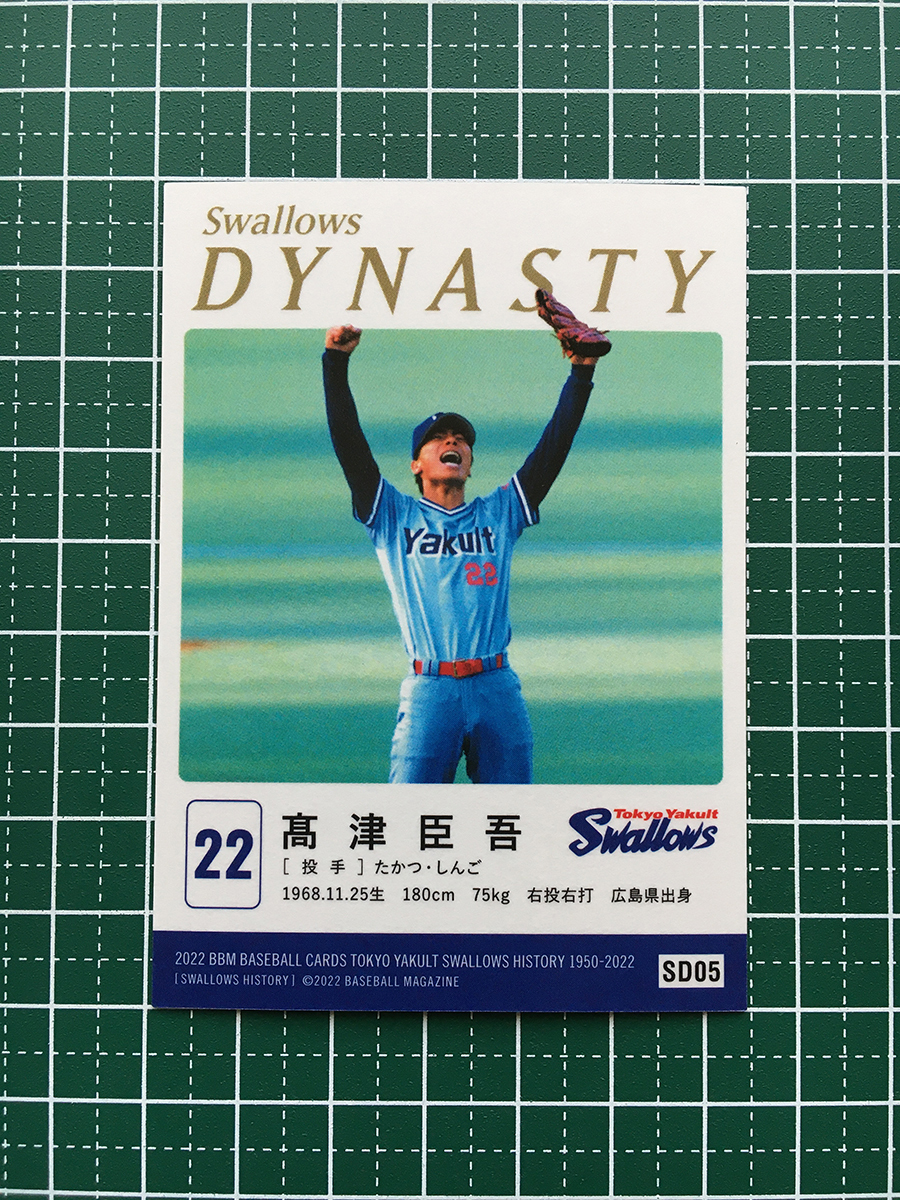 Swallows
DYNASTY
Yakult
22
22
髙津臣吾
[投手]たかつ・しんご
1968.11.25生 180cm 75kg 右投右打 広島県出身
Tokyo Yakult
Swallows
2022 BBM BASEBALL CARDS TOKYO YAKULT SWALLOWS HISTORY 1950-2022
[SWALLOWS HISTORY] ©2022 BASEBALL MAGAZINE
SD05